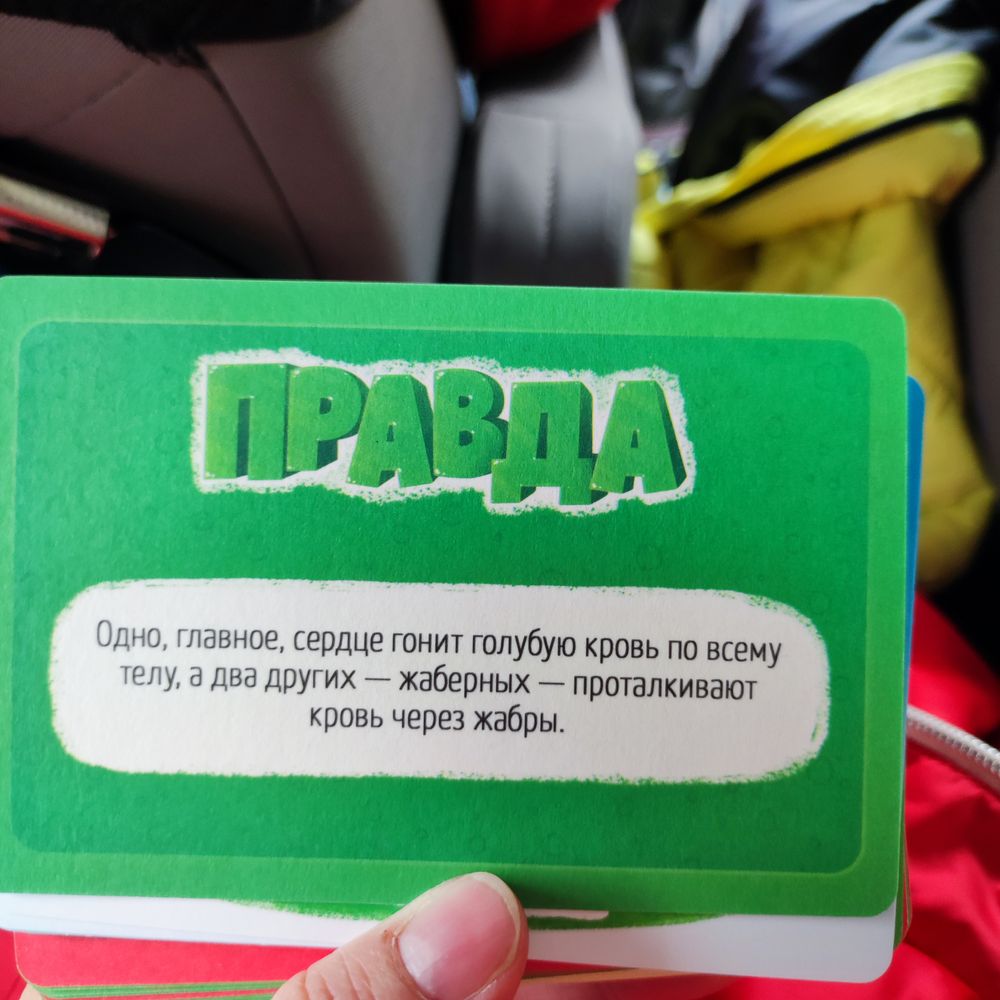 ПРАВДА
Одно, главное, сердце гонит голубую кровь по всему
телу, а два других — жаберных — проталкивают
кровь через жабры.